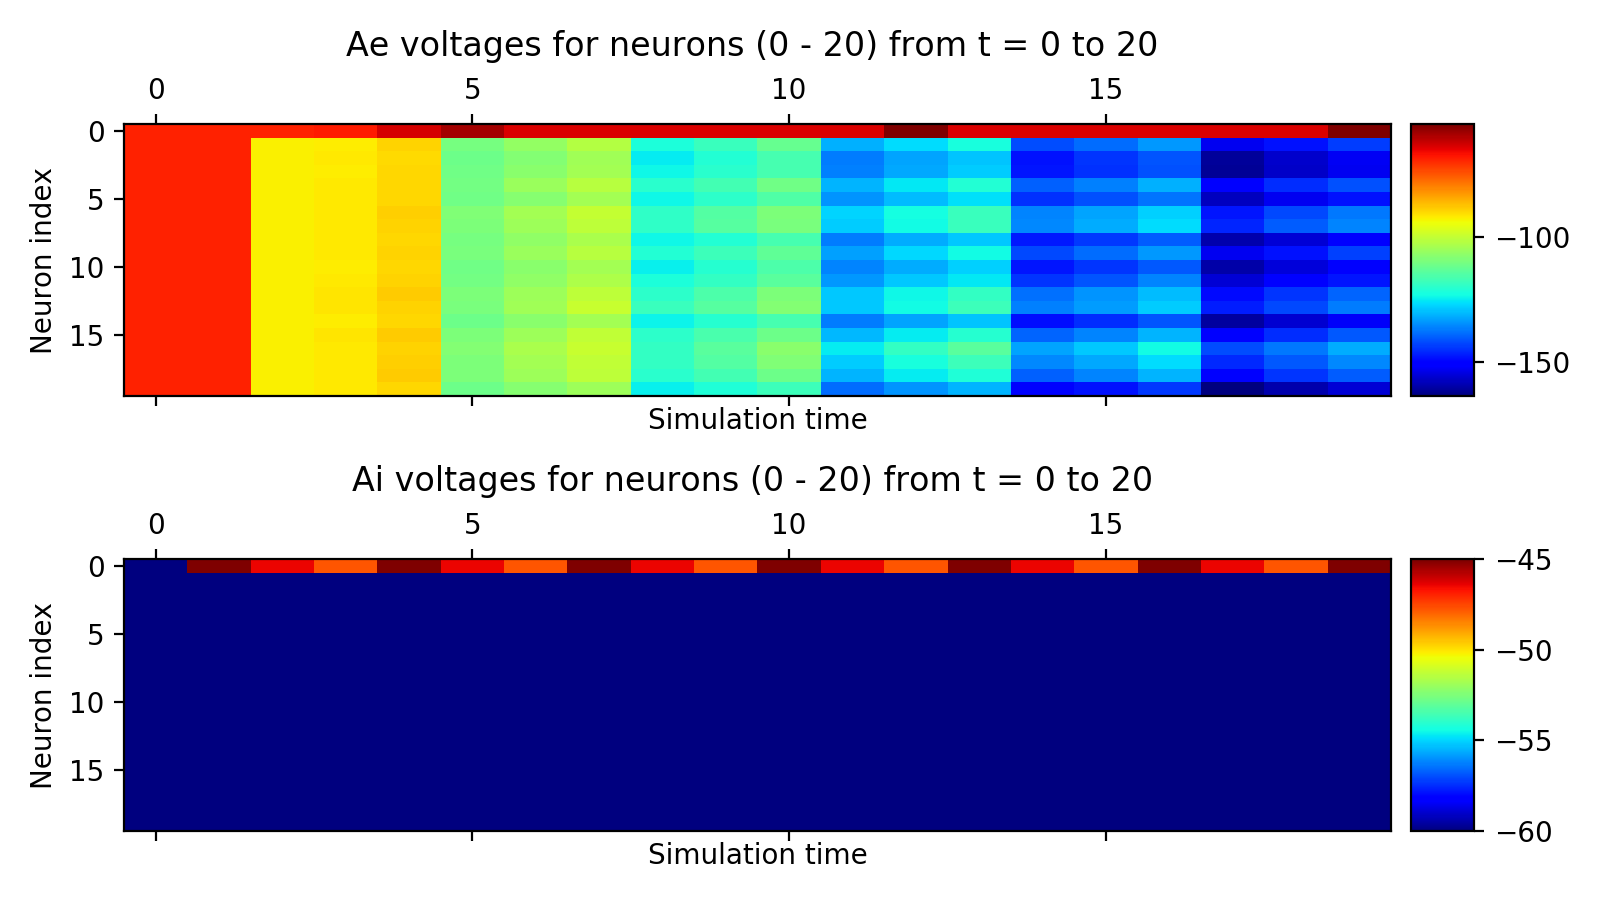 Ae voltages for neurons (0 - 20) from t = 0 to 20
0 5 10 15
0
5
10
15
Neuron index
−100
−150
Simulation time
Ai voltages for neurons (0 - 20) from t = 0 to 20
0 5 10 15
0
5
10
15
Neuron index
−45
−50
−55
−60
Simulation time